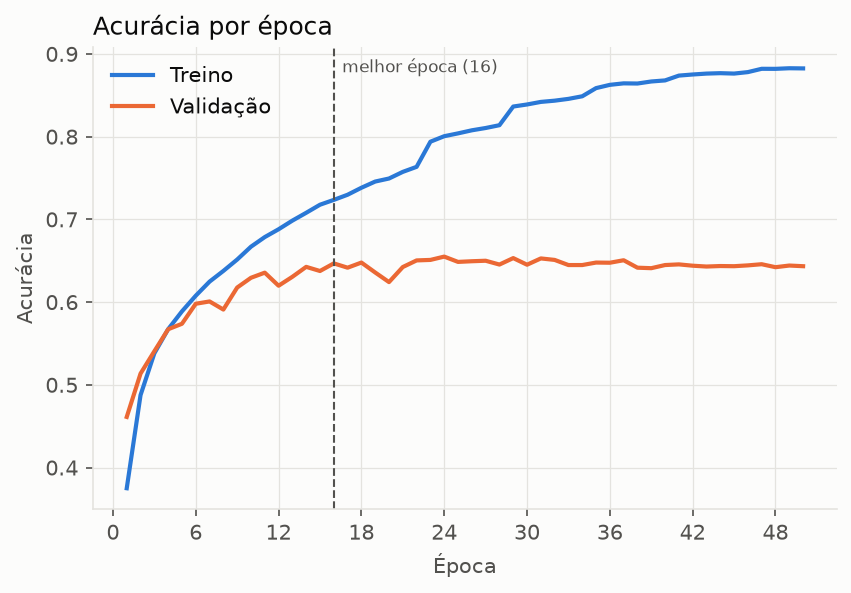 Acurácia por época
0.9
melhor época (16)
Treino
Validação
0.8
0.7
0.6
0.5
0.4
Acurácia
0 6 12 18 24 30 36 42 48
Época